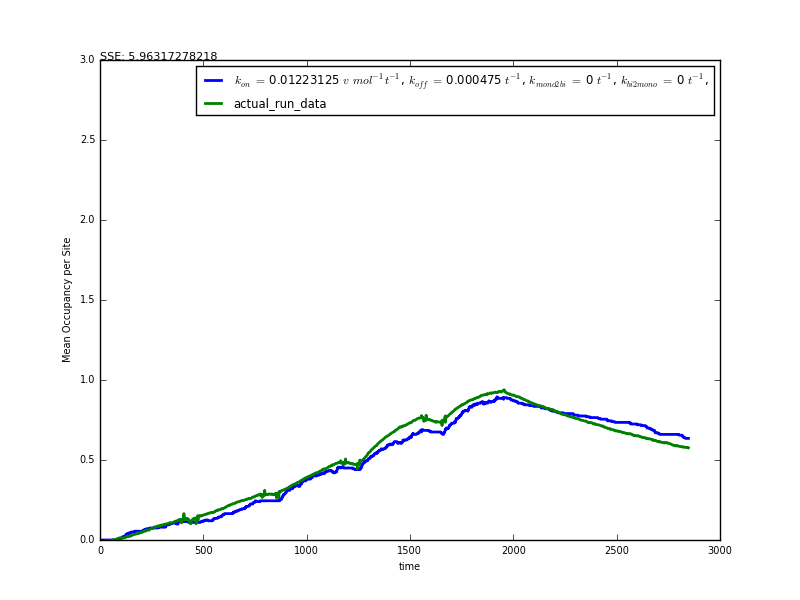 SSE: 5.96317278218
3.0
k_on = 0.01223125 v mol⁻¹t⁻¹, k_off = 0.000475 t⁻¹, k_mono2bi = 0 t⁻¹, k_bi2mono = 0 t⁻¹,
actual_run_data
2.5
2.0
1.5
1.0
0.5
0.0
Mean Occupancy per Site
0 500 1000 1500 2000 2500 3000
time